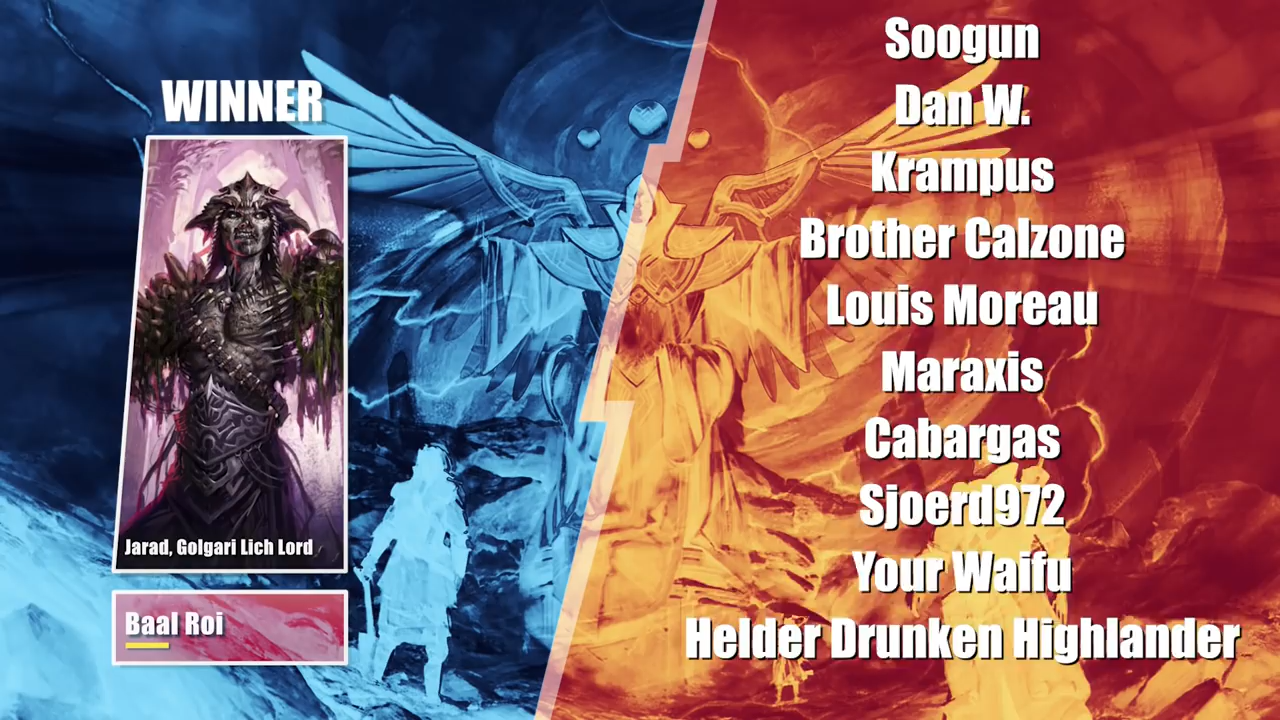 WINNER
Jarad, Golgari Lich Lord
Baal Roi
Soogun
Dan W.
Krampus
Brother Calzone
Louis Moreau
Maraxis
Cabargas
Sjoerd972
Your Waifu
Helder Drunken Highlander